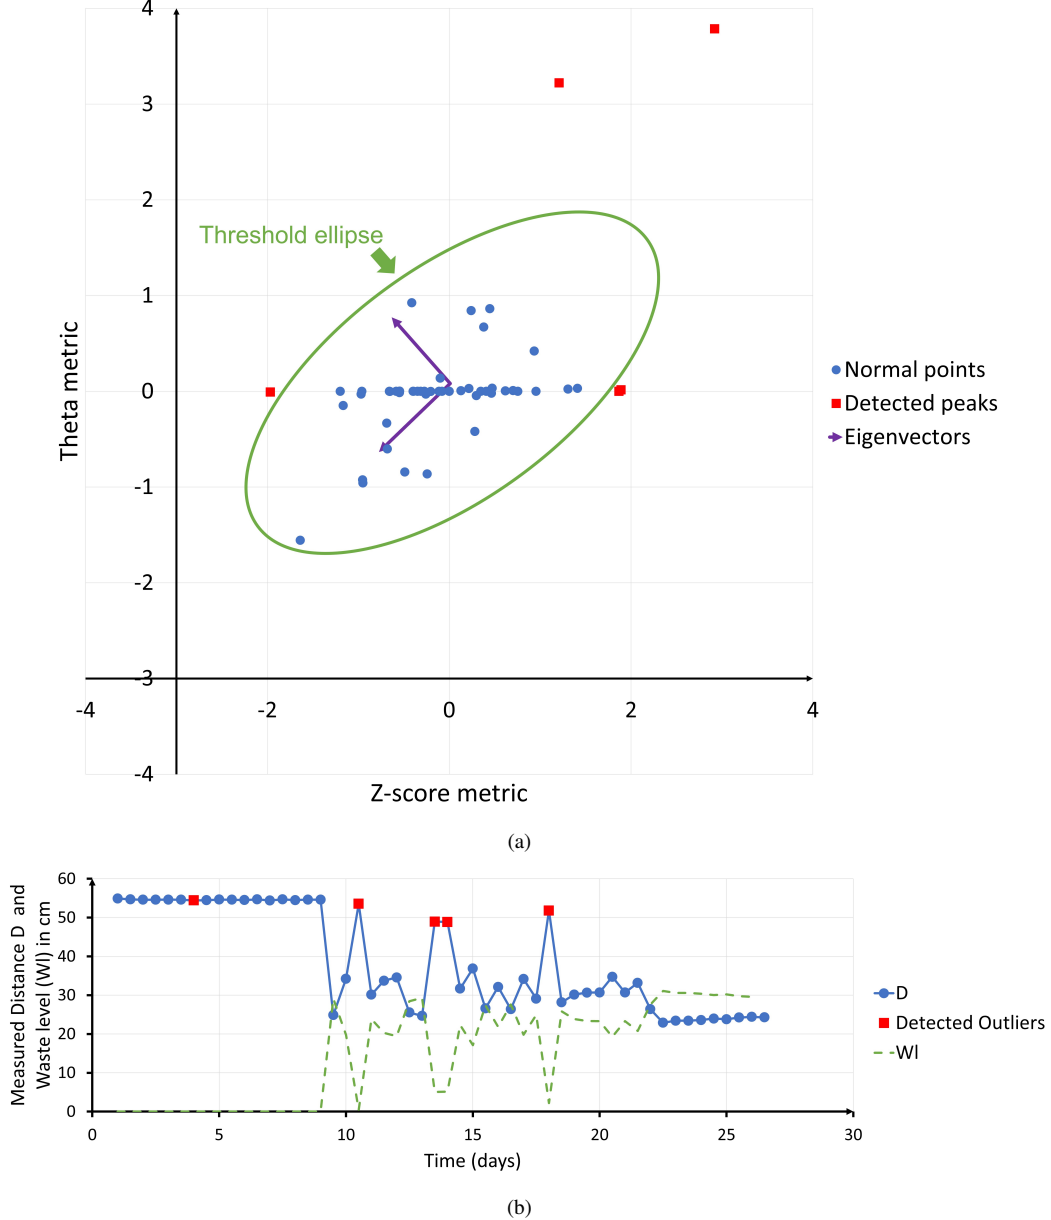 4
3
2
Threshold ellipse
1
0
-1
-2
-3
-4
Theta metric
-4 -2 0 2 4
Z-score metric
Normal points
Detected peaks
Eigenvectors
(a)
60
50
40
30
20
10
0
Measured Distance D and
Waste level (Wl) in cm
0 5 10 15 20 25 30
Time (days)
D
Detected Outliers
Wl
(b)